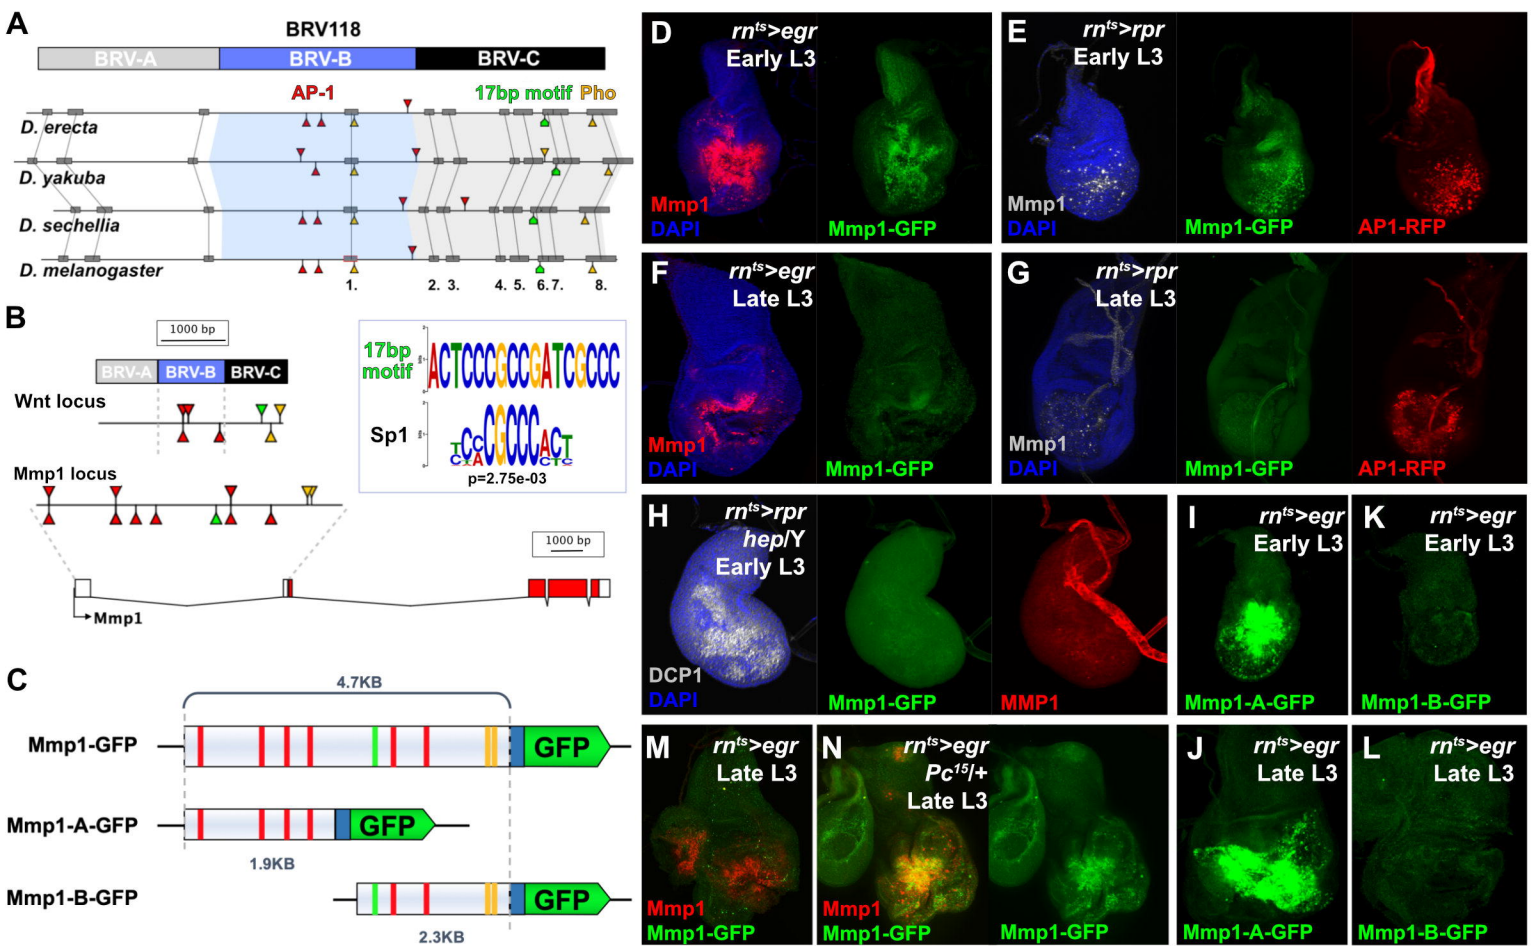 A
BRV118
BRV-A BRV-B BRV-C
AP-1 17bp motif Pho
D. erecta
D. yakuba
D. sechellia
D. melanogaster
1. 2. 3. 4. 5. 6. 7. 8.
B
1000 bp
BRV-A BRV-B BRV-C
Wnt locus
Mmp1 locus
17bp
motif
ACTCCCGCCGATCGCCC
Sp1
p=2.75e-03
1000 bp
Mmp1
C
4.7KB
Mmp1-GFP
GFP
Mmp1-A-GFP
GFP
1.9KB
Mmp1-B-GFP
GFP
2.3KB
D
rnts>egr
Early L3
Mmp1
DAPI
Mmp1-GFP
E
rnts>rpr
Early L3
Mmp1
DAPI
Mmp1-GFP
AP1-RFP
F
rnts>egr
Late L3
Mmp1
DAPI
Mmp1-GFP
G
rnts>rpr
Late L3
Mmp1
DAPI
Mmp1-GFP
AP1-RFP
H
rnts>rpr
hep/Y
Early L3
DCP1
DAPI
Mmp1-GFP
MMP1
I
rnts>egr
Early L3
Mmp1-A-GFP
K
rnts>egr
Early L3
Mmp1-B-GFP
M
rnts>egr
Late L3
Mmp1
Mmp1-GFP
N
rnts>egr
Pc15/+
Late L3
Mmp1
Mmp1-GFP
Mmp1-GFP
J
rnts>egr
Late L3
Mmp1-A-GFP
L
rnts>egr
Late L3
Mmp1-B-GFP